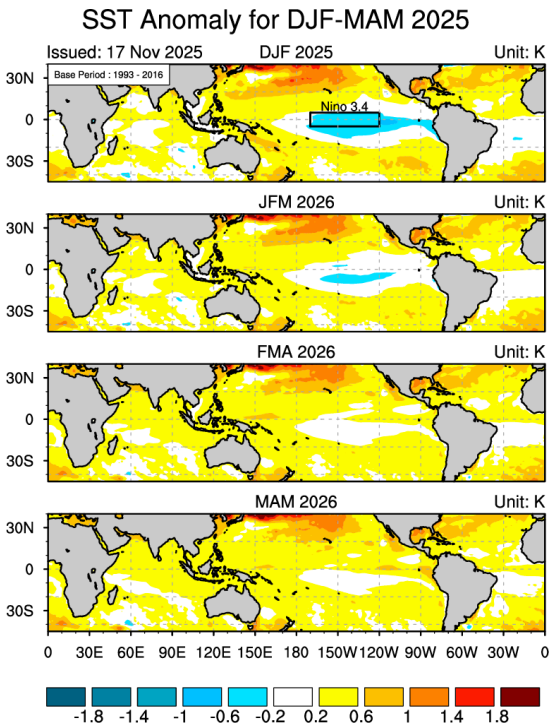 SST Anomaly for DJF-MAM 2025
Issued: 17 Nov 2025 DJF 2025 Unit: K
30N
Base Period : 1993 - 2016
Nino 3.4
0
30S
JFM 2026 Unit: K
30N
0
30S
FMA 2026 Unit: K
30N
0
30S
MAM 2026 Unit: K
30N
0
30S
0 30E 60E 90E 120E 150E 180 150W 120W 90W 60W 30W 0
-1.8 -1.4 -1 -0.6 -0.2 0.2 0.6 1 1.4 1.8